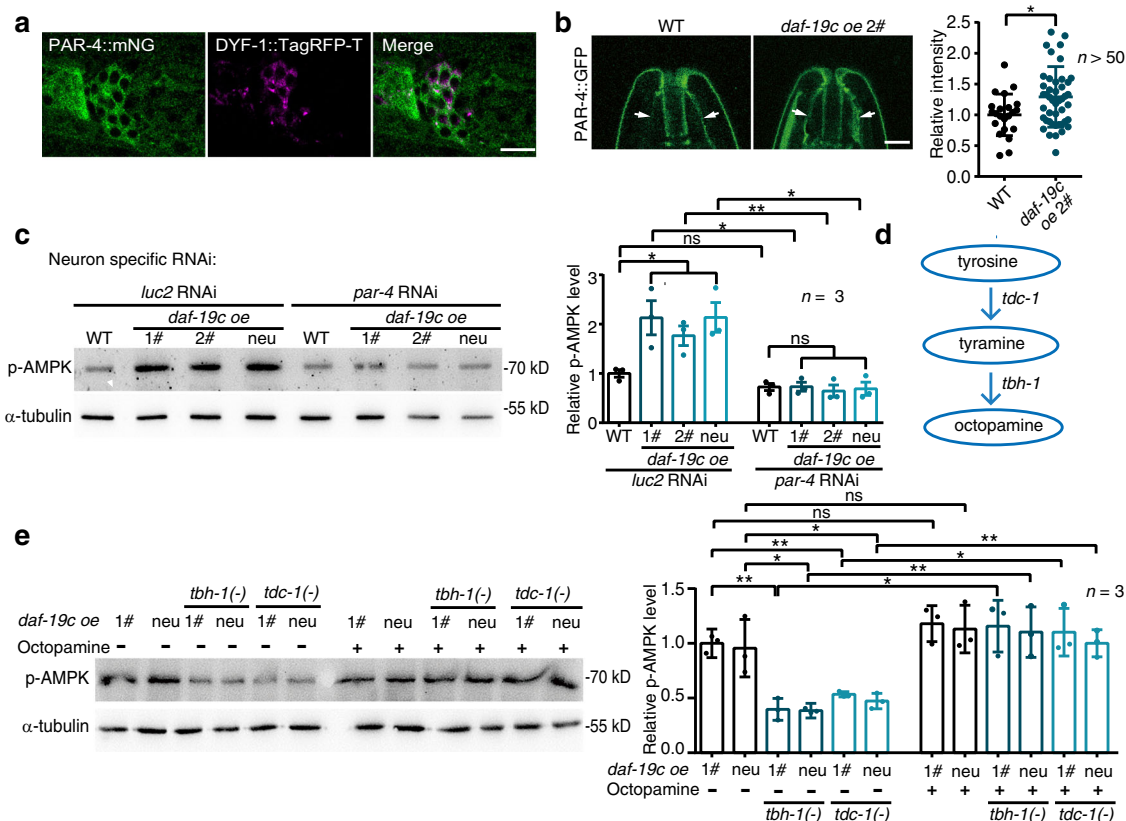 a
PAR-4::mNG
DYF-1::TagRFP-T
Merge
b
WT
daf-19c oe 2#
PAR-4::GFP
Relative intensity
2.5
2.0
1.5
1.0
0.5
0.0
*
n > 50
WT
daf-19c
oe 2#
c
Neuron specific RNAi:
luc2 RNAi
par-4 RNAi
daf-19c oe
daf-19c oe
WT 1# 2# neu WT 1# 2# neu
p-AMPK
-70 kD
α-tubulin
-55 kD
Relative p-AMPK level
3
2
1
0
*
**
*
ns
*
n = 3
ns
WT 1# 2# neu WT 1# 2# neu
daf-19c oe
daf-19c oe
luc2 RNAi
par-4 RNAi
d
tyrosine
tdc-1
tyramine
tbh-1
octopamine
e
tbh-1(-) tdc-1(-) tbh-1(-) tdc-1(-)
daf-19c oe 1# neu 1# neu 1# neu 1# neu 1# neu 1# neu
Octopamine - - - - - - + + + + + +
p-AMPK
-70 kD
α-tubulin
-55 kD
Relative p-AMPK level
1.5
1.0
0.5
0.0
ns
ns
*
**
**
*
*
**
**
*
n = 3
daf-19c oe 1# neu 1# neu 1# neu 1# neu 1# neu 1# neu
Octopamine - - - - - - + + + + + +
tbh-1(-) tdc-1(-) tbh-1(-) tdc-1(-)